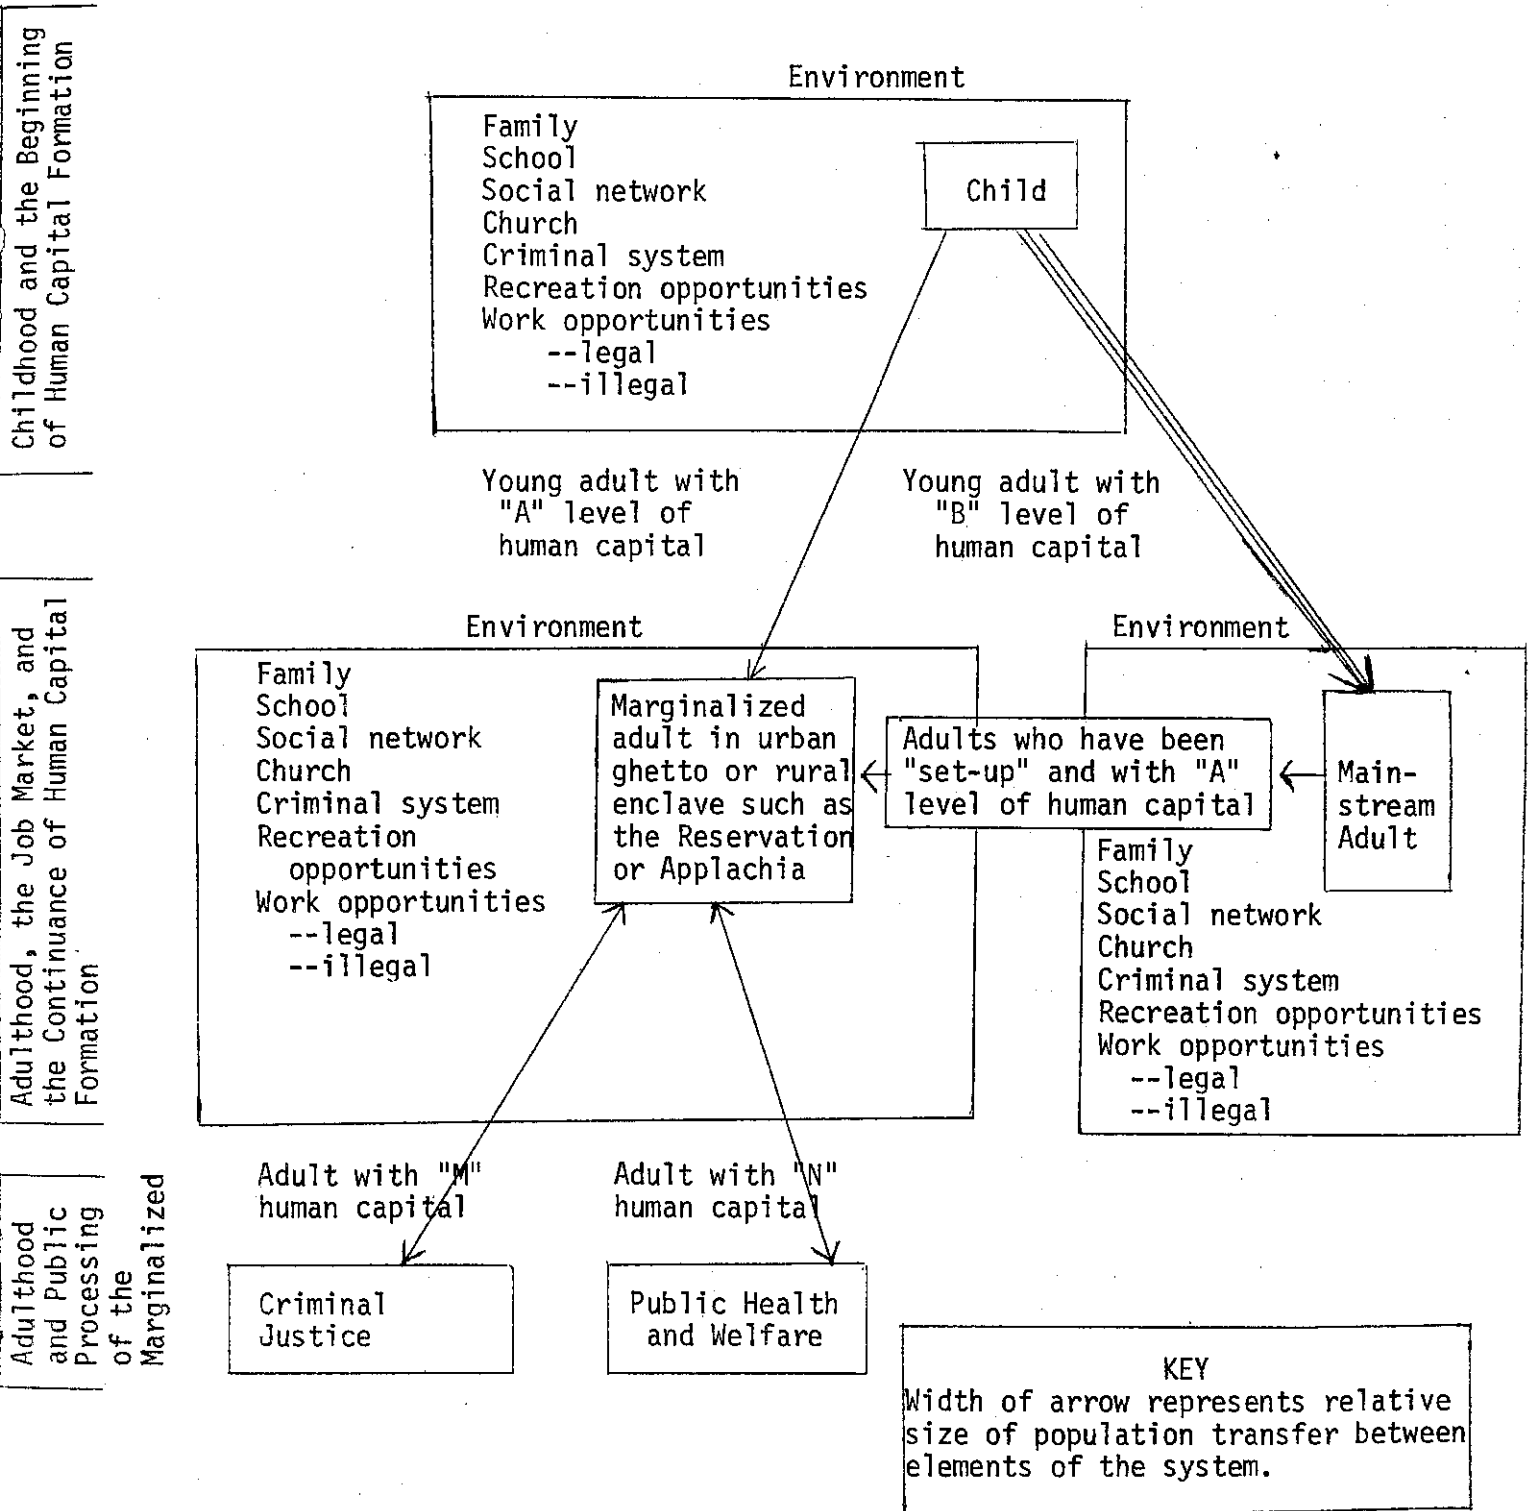 Childhood and the Beginning
of Human Capital Formation
Environment
Family
School
Social network
Church
Criminal system
Recreation opportunities
Work opportunities
--legal
--illegal
Child
Young adult with
"A" level of
human capital
Young adult with
"B" level of
human capital
Adulthood, the Job Market, and
the Continuance of Human Capital
Formation
Environment
Family
School
Social network
Church
Criminal system
Recreation
opportunities
Work opportunities
--legal
--illegal
Marginalized
adult in urban
ghetto or rural
enclave such as
the Reservation
or Applachia
Adults who have been
"set-up" and with "A"
level of human capital
Environment
Main-
stream
Adult
Family
School
Social network
Church
Criminal system
Recreation opportunities
Work opportunities
--legal
--illegal
Adulthood
and Public
Processing
of the
Marginalized
Adult with "M"
human capital
Adult with "N"
human capital
Criminal
Justice
Public Health
and Welfare
KEY
Width of arrow represents relative
size of population transfer between
elements of the system.